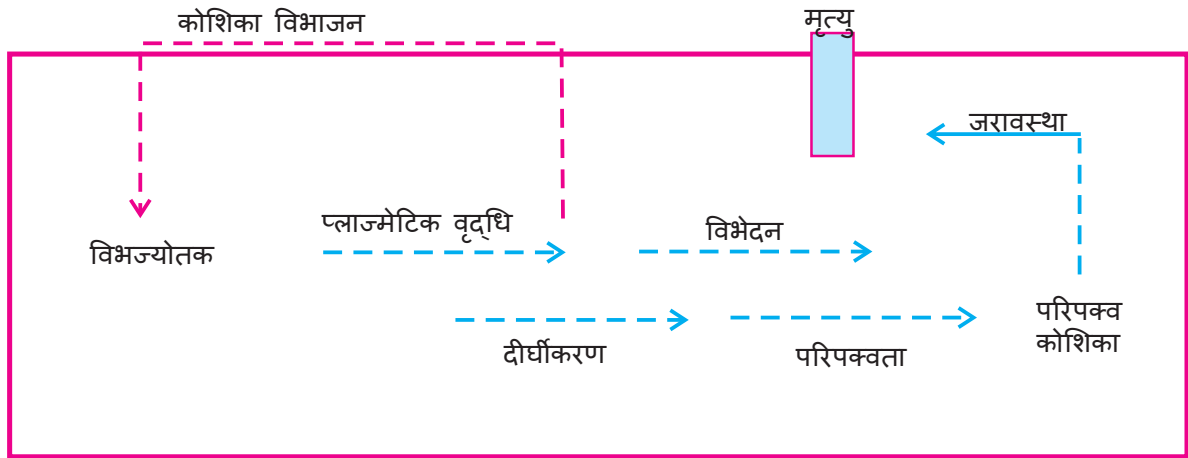 कोशिका विभाजन
मृत्यु
जरावस्था
प्लाज्मेटिक वृद्धि
विभेदन
विभज्योतक
परिपक्व
कोशिका
दीर्घीकरण
परिपक्वता